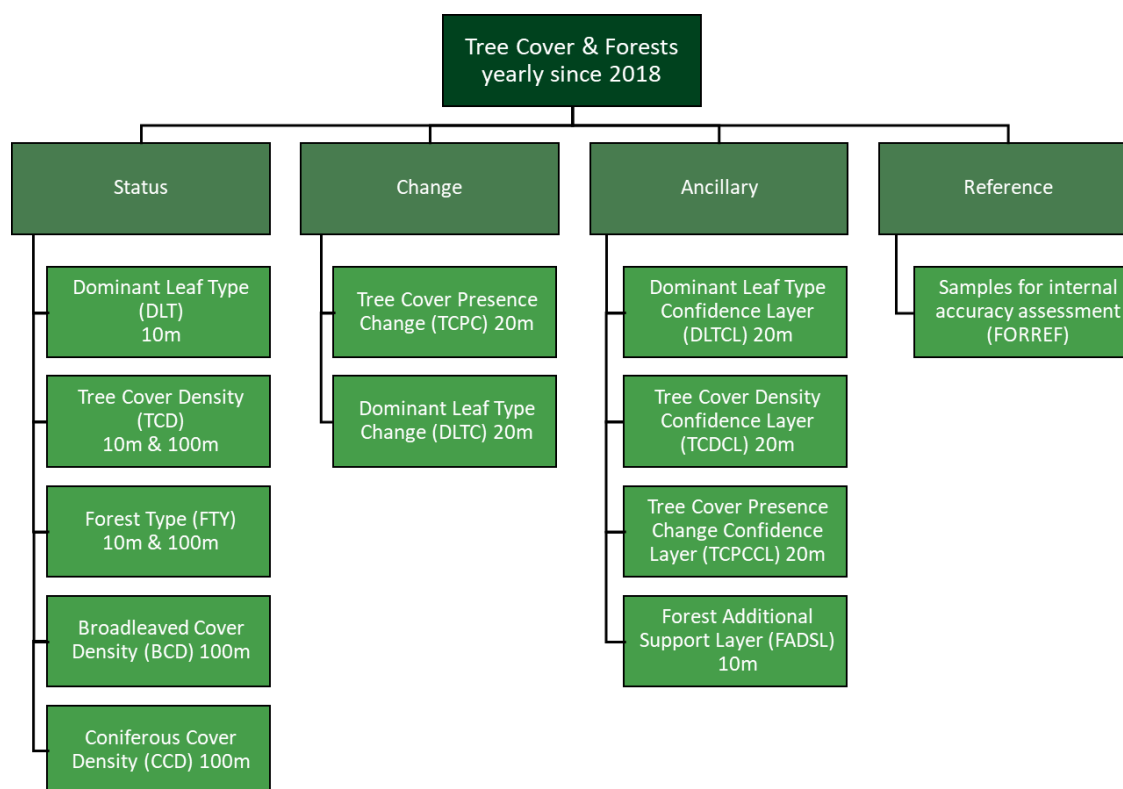 Tree Cover & Forests
yearly since 2018
Status
Change
Ancillary
Reference
Dominant Leaf Type
(DLT)
10m
Tree Cover Density
(TCD)
10m & 100m
Forest Type (FTY)
10m & 100m
Broadleaved Cover
Density (BCD) 100m
Coniferous Cover
Density (CCD) 100m
Tree Cover Presence
Change (TCPC) 20m
Dominant Leaf Type
Change (DLTC) 20m
Dominant Leaf Type
Confidence Layer
(DLTCL) 20m
Tree Cover Density
Confidence Layer
(TCDCL) 20m
Tree Cover Presence
Change Confidence
Layer (TCPCCL) 20m
Forest Additional
Support Layer (FADSL)
10m
Samples for internal
accuracy assessment
(FORREF)